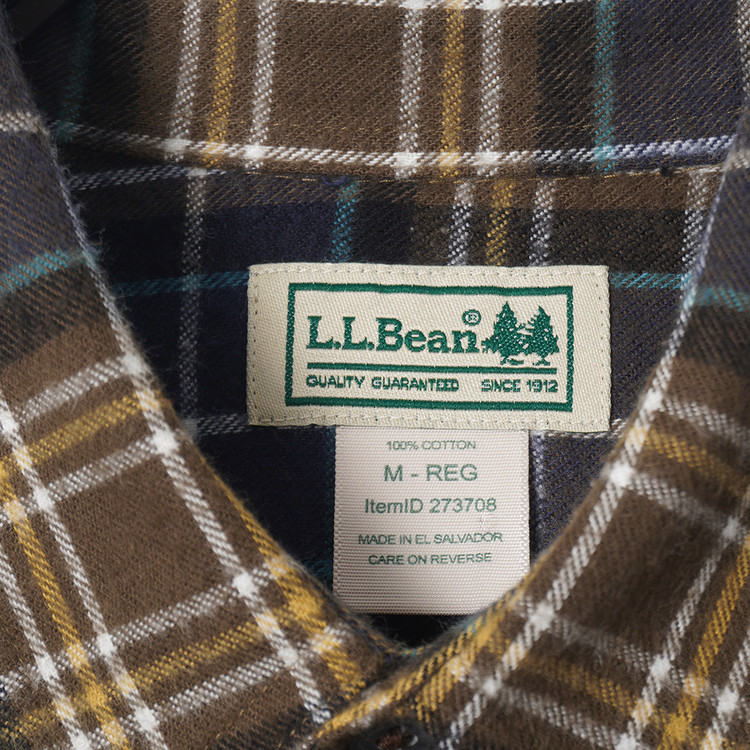 L.L.Bean®
QUALITY GUARANTEED SINCE 1912
100% COTTON
M - REG
ItemID 273708
MADE IN EL SALVADOR
CARE ON REVERSE